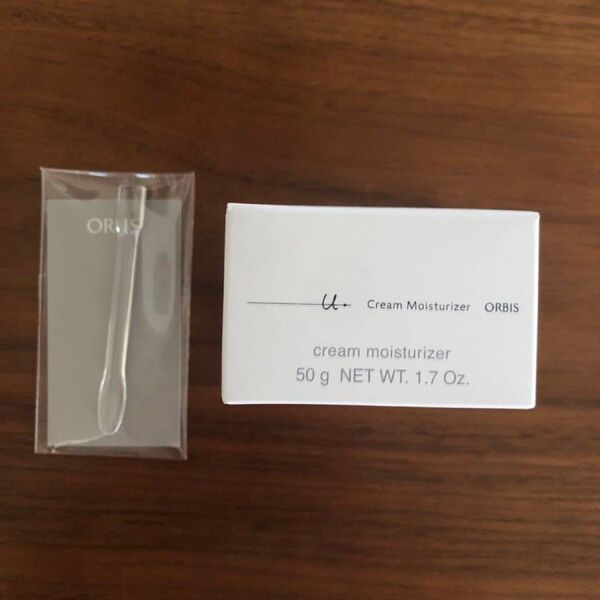 ORBIS
u. Cream Moisturizer ORBIS
cream moisturizer
50 g NET WT. 1.7 Oz.